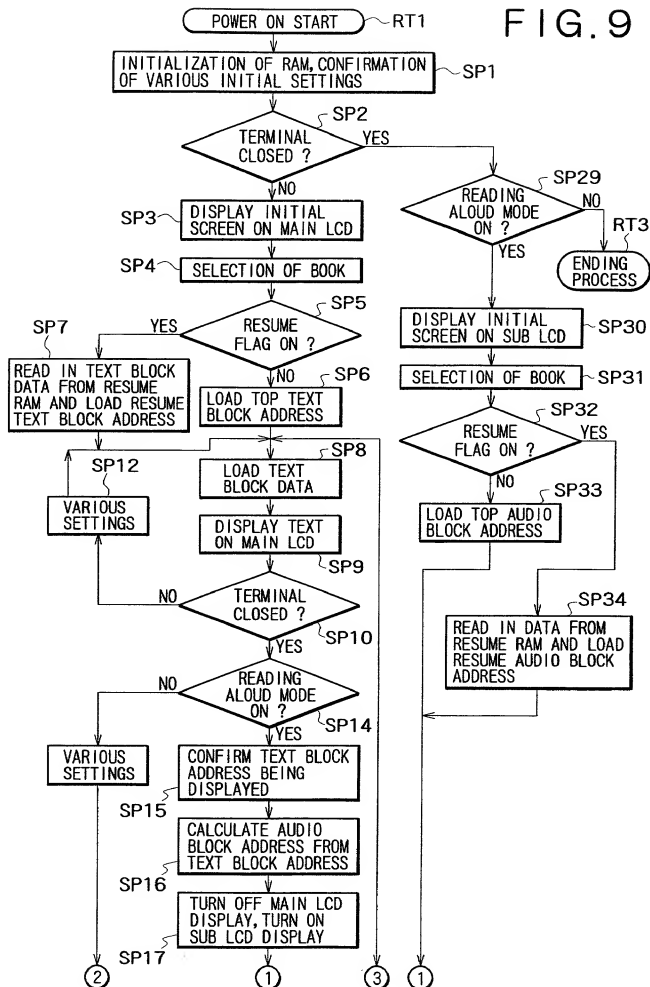 FIG. 9
POWER ON START
RT1
INITIALIZATION OF RAM, CONFIRMATION
OF VARIOUS INITIAL SETTINGS
SP1
SP2
TERMINAL
CLOSED ?
YES
NO
SP3
DISPLAY INITIAL
SCREEN ON MAIN LCD
SP4
SELECTION OF BOOK
SP5
RESUME
FLAG ON ?
YES
NO
SP7
READ IN TEXT BLOCK
DATA FROM RESUME
RAM AND LOAD RESUME
TEXT BLOCK ADDRESS
SP6
LOAD TOP TEXT
BLOCK ADDRESS
SP12
VARIOUS
SETTINGS
SP8
LOAD TEXT
BLOCK DATA
DISPLAY TEXT
ON MAIN LCD
SP9
NO
TERMINAL
CLOSED ?
SP10
YES
NO
READING
ALOUD MODE
ON ?
SP14
YES
VARIOUS
SETTINGS
CONFIRM TEXT BLOCK
ADDRESS BEING
DISPLAYED
SP15
CALCULATE AUDIO
BLOCK ADDRESS FROM
TEXT BLOCK ADDRESS
SP16
TURN OFF MAIN LCD
DISPLAY, TURN ON
SUB LCD DISPLAY
SP17
2
1
3
1
SP29
READING
ALOUD MODE
ON ?
NO
YES
RT3
ENDING
PROCESS
DISPLAY INITIAL
SCREEN ON SUB LCD
SP30
SELECTION OF BOOK
SP31
SP32
RESUME
FLAG ON ?
YES
NO
SP33
LOAD TOP AUDIO
BLOCK ADDRESS
SP34
READ IN DATA FROM
RESUME RAM AND LOAD
RESUME AUDIO BLOCK
ADDRESS